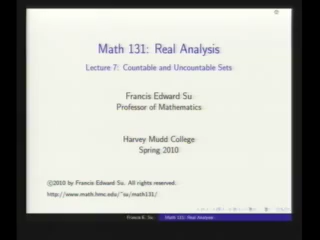 Math 131: Real Analysis
Lecture 7: Countable and Uncountable Sets
Francis Edward Su
Professor of Mathematics
Harvey Mudd College
Spring 2010
©2010 by Francis Edward Su. All rights reserved.
http://www.math.hmc.edu/~su/math131/
Francis E. Su Math 131: Real Analysis